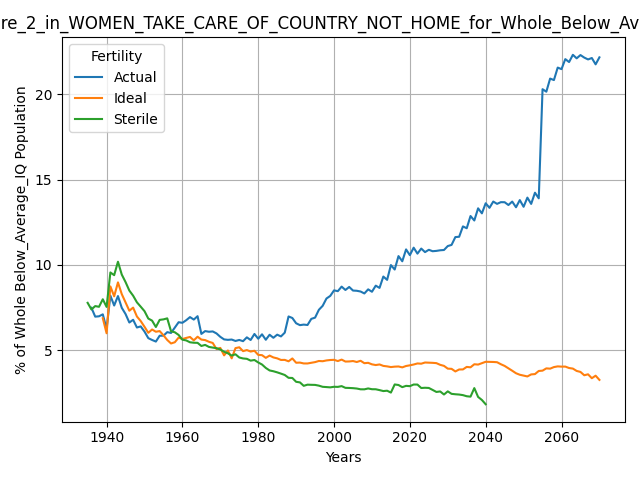 re_2_in_WOMEN_TAKE_CARE_OF_COUNTRY_NOT_HOME_for_Whole_Below_Av
Fertility
Actual
Ideal
Sterile
% of Whole Below_Average_IQ Population
20
15
10
5
1940 1960 1980 2000 2020 2040 2060
Years